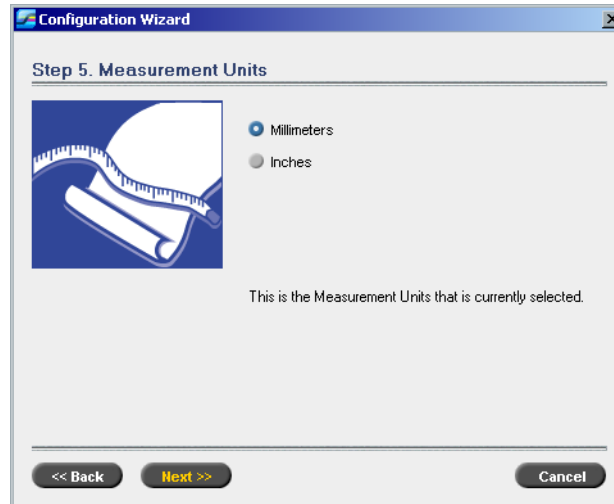 Configuration Wizard
Step 5. Measurement Units
Millimeters
Inches
This is the Measurement Units that is currently selected.
<< Back
Next >>
Cancel